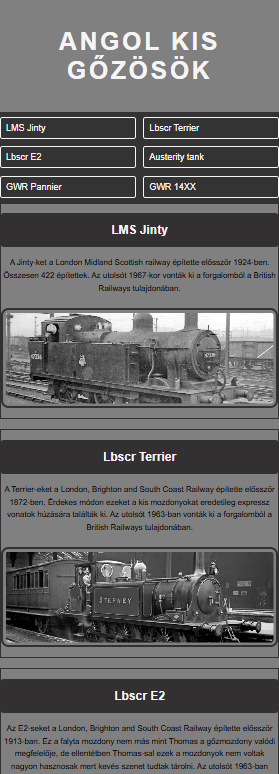 ANGOL KIS
GŐZÖSÖK
LMS Jinty
Lbscr Terrier
Lbscr E2
Austerity tank
GWR Pannier
GWR 14XX
LMS Jinty
A Jinty-ket a London Midland Scottish railway építette elősször 1924-ben.
Összesen 422 építettek. Az utolsót 1967-kor vonták ki a forgalomból a British
Railways tulajdonában.
47336
Lbscr Terrier
A Terrier-eket a London, Brighton and South Coast Railway építette elősször
1872-ben. Érdekes módon ezeket a kis mozdonyokat eredetileg expressz
vonatok húzására találták ki. Az utolsót 1963-ban vonták ki a forgalomból a
British Railways tulajdonában.
STEPNEY
Lbscr E2
Az E2-seket a London, Brighton and South Coast Railway építette elősször
1913-ban. Ez a falyta mozdony nem más mint Thomas a gőzmozdony valódi
megfelelője, de ellentétben Thomas-sal ezek a mozdonyok nem voltak
nagyon hasznosak mert kevés szenet tudtak tárolni. Az utolsót 1963-ban